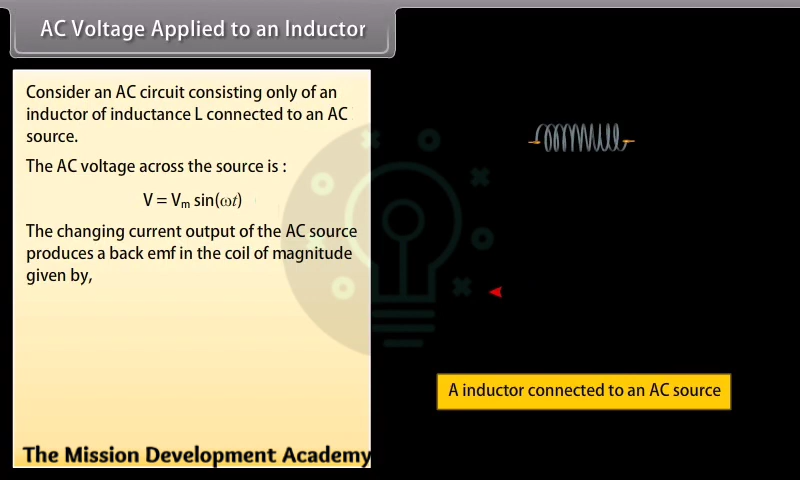 AC Voltage Applied to an Inductor
Consider an AC circuit consisting only of an
inductor of inductance L connected to an AC
source.
The AC voltage across the source is :
V = Vₘ sin(ωt)
The changing current output of the AC source
produces a back emf in the coil of magnitude
given by,
A inductor connected to an AC source
The Mission Development Academy